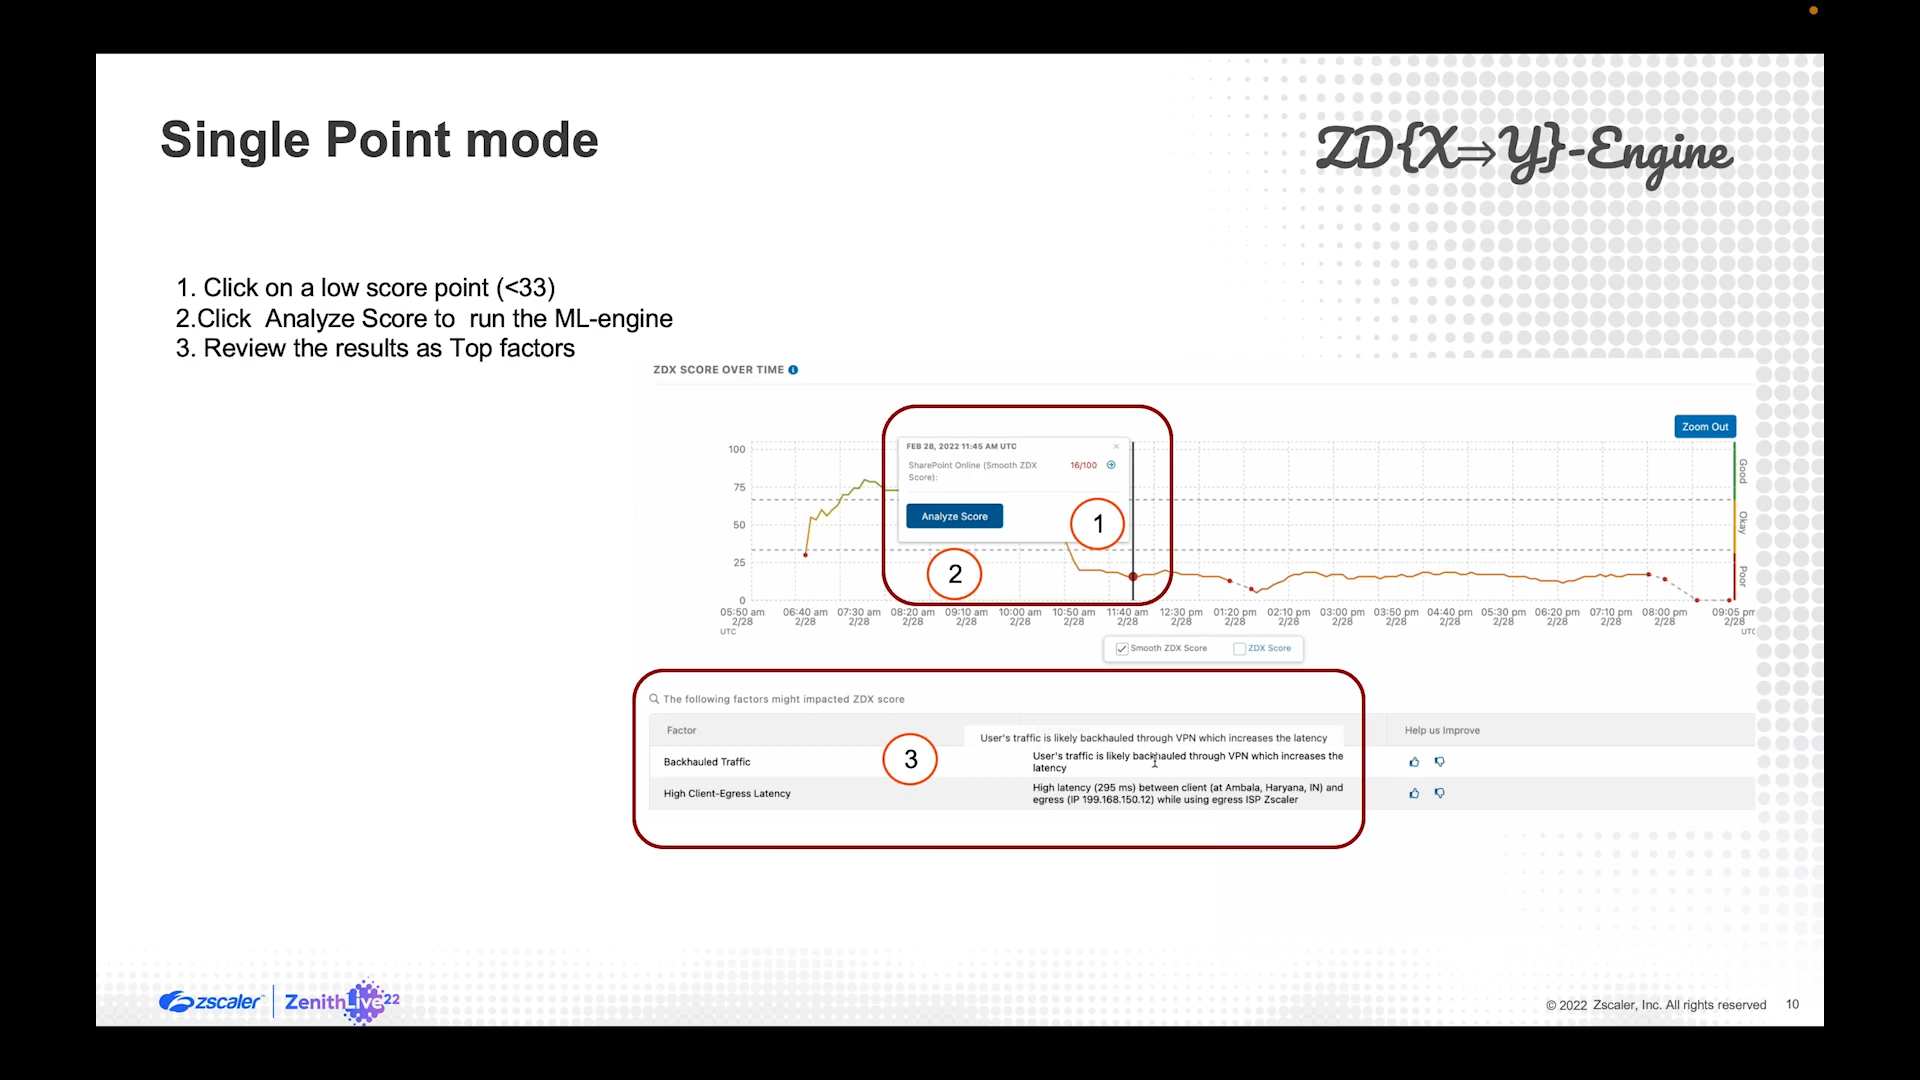 Single Point mode
ZD{X⇒Y}-Engine
1. Click on a low score point (<33)
2.Click  Analyze Score to  run the ML-engine
3. Review the results as Top factors
ZDX SCORE OVER TIME
Zoom Out
100
75
50
25
0
Good
Okay
Poor
FEB 28, 2022 11:45 AM UTC
SharePoint Online (Smooth ZDX
Score):
16/100
Analyze Score
1
2
05:50 am 06:40 am 07:30 am 08:20 am 09:10 am 10:00 am 10:50 am 11:40 am 12:30 pm 01:20 pm 02:10 pm 03:00 pm 03:50 pm 04:40 pm 05:30 pm 06:20 pm 07:10 pm 08:00 pm 09:05 pm
2/28 2/28 2/28 2/28 2/28 2/28 2/28 2/28 2/28 2/28 2/28 2/28 2/28 2/28 2/28 2/28 2/28 2/28 2/28
UTC UTC
Smooth ZDX Score ZDX Score
The following factors might impacted ZDX score
Factor
Help us Improve
User's traffic is likely backhauled through VPN which increases the latency
3
Backhauled Traffic
User's traffic is likely backhauled through VPN which increases the
latency
High Client-Egress Latency
High latency (295 ms) between client (at Ambala, Haryana, IN) and
egress (IP 199.168.150.12) while using egress ISP Zscaler
zscaler
ZenithLive22
© 2022 Zscaler, Inc. All rights reserved 10